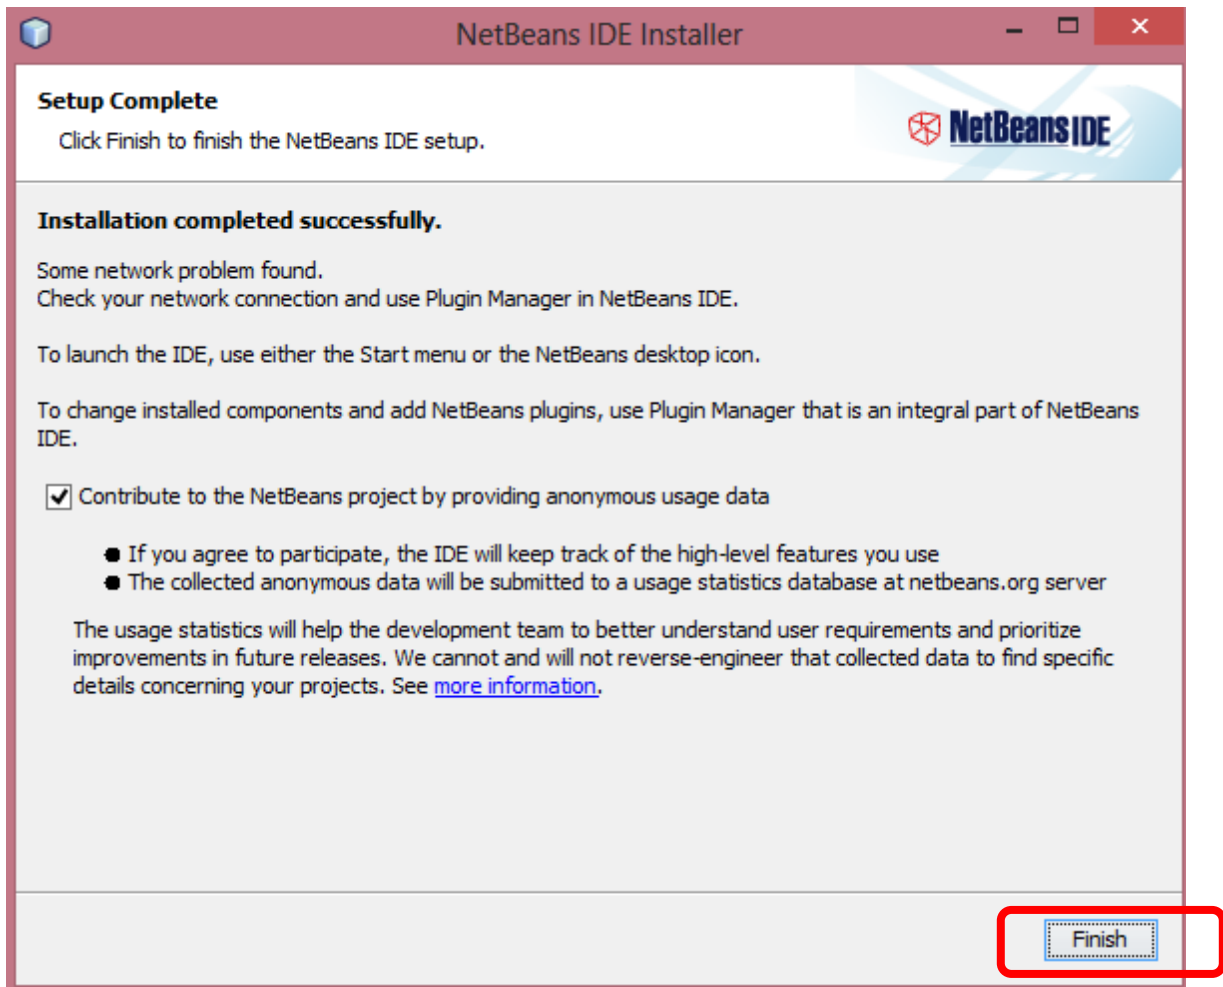 NetBeans IDE Installer
Setup Complete
Click Finish to finish the NetBeans IDE setup.
NetBeans IDE
Installation completed successfully.
Some network problem found.
Check your network connection and use Plugin Manager in NetBeans IDE.
To launch the IDE, use either the Start menu or the NetBeans desktop icon.
To change installed components and add NetBeans plugins, use Plugin Manager that is an integral part of NetBeans
IDE.
Contribute to the NetBeans project by providing anonymous usage data
If you agree to participate, the IDE will keep track of the high-level features you use
The collected anonymous data will be submitted to a usage statistics database at netbeans.org server
The usage statistics will help the development team to better understand user requirements and prioritize
improvements in future releases. We cannot and will not reverse-engineer that collected data to find specific
details concerning your projects. See more information.
Finish